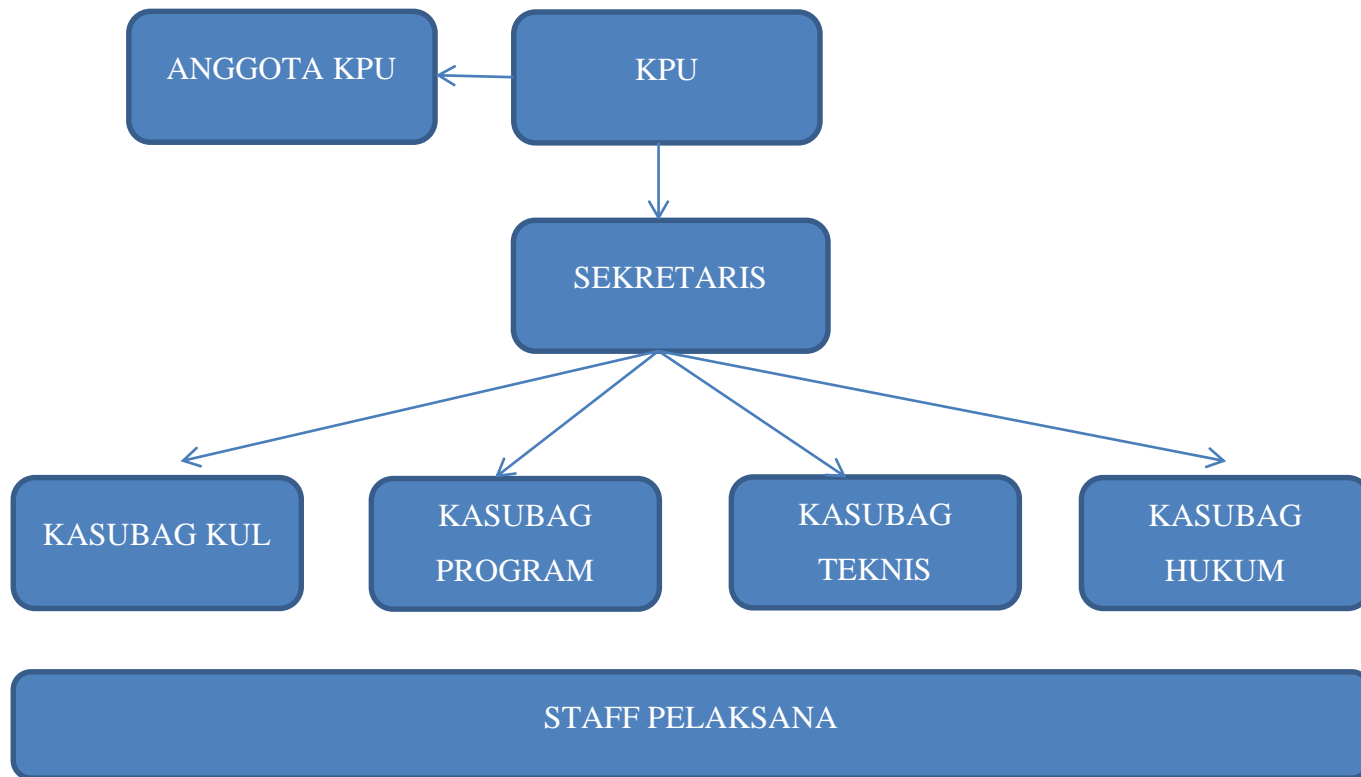 ANGGOTA KPU
KPU
SEKRETARIS
KASUBAG KUL
KASUBAG
PROGRAM
KASUBAG
TEKNIS
KASUBAG
HUKUM
STAFF PELAKSANA